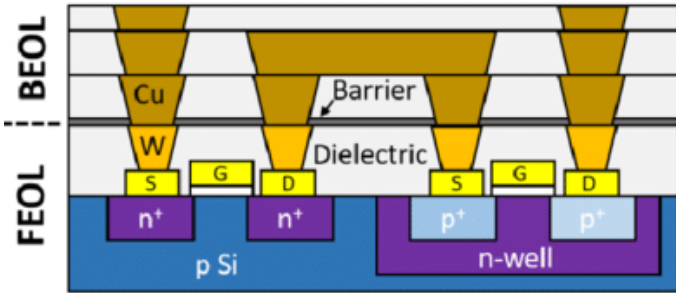 BEOL
FEOL
Cu
Barrier
W
Dielectric
S
G
D
S
G
D
n+
n+
p+
p+
p Si
n-well